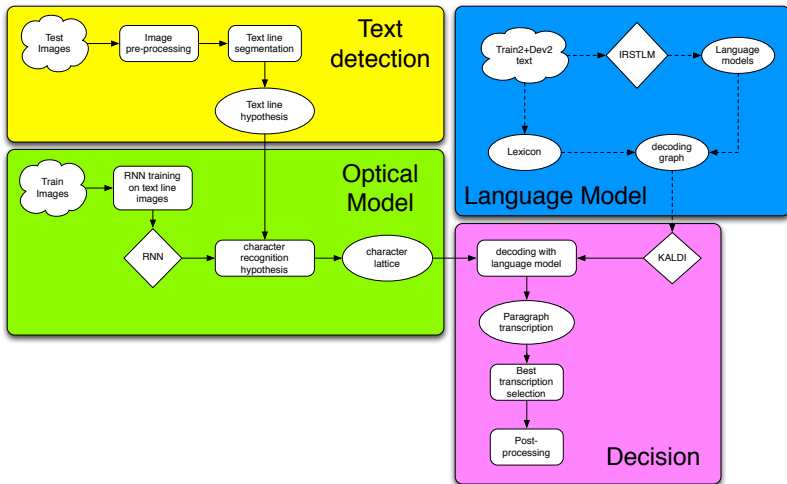 Test
Images
Image
pre-processing
Text line
segmentation
Text
detection
Text line
hypothesis
Train2+Dev2
text
IRSTLM
Language
models
Lexicon
decoding
graph
Language Model
Train
Images
RNN training
on text line
images
Optical
Model
RNN
character
recognition
hypothesis
character
lattice
decoding with
language model
KALDI
Paragraph
transcription
Best
transcription
selection
Post-
processing
Decision